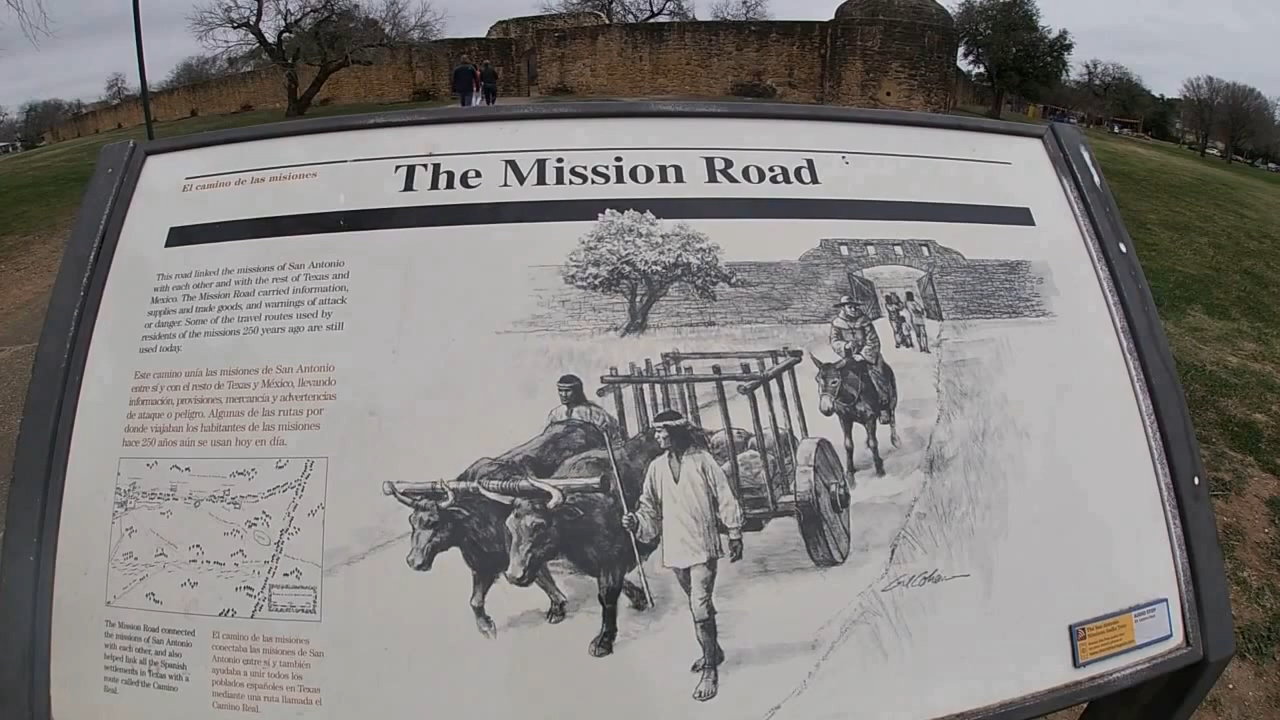 The Mission Road
El camino de las misiones
This road linked the missions of San Antonio
with each other and with the rest of Texas and
Mexico. The Mission Road carried information,
supplies and trade goods, and warnings of attack
or danger. Some of the travel routes used by
residents of the missions 250 years ago are still
used today.
Este camino unía las misiones de San Antonio
entre sí y con el resto de Texas y México, llevando
información, provisiones, mercancía y advertencias
de ataque o peligro. Algunas de las rutas por
donde viajaban los habitantes de las misiones
hace 250 años aún se usan hoy en día.
The Mission Road connected
the missions of San Antonio
with each other, and also
helped link all the Spanish
settlements in Texas with a
route called the Camino
Real.
El camino de las misiones
conectaba las misiones de San
Antonio entre sí y también
ayudaba a unir todos los
poblados españoles en Texas
mediante una ruta llamada el
Camino Real.
The San Antonio
Missions Audio Tour
AUDIO STOP